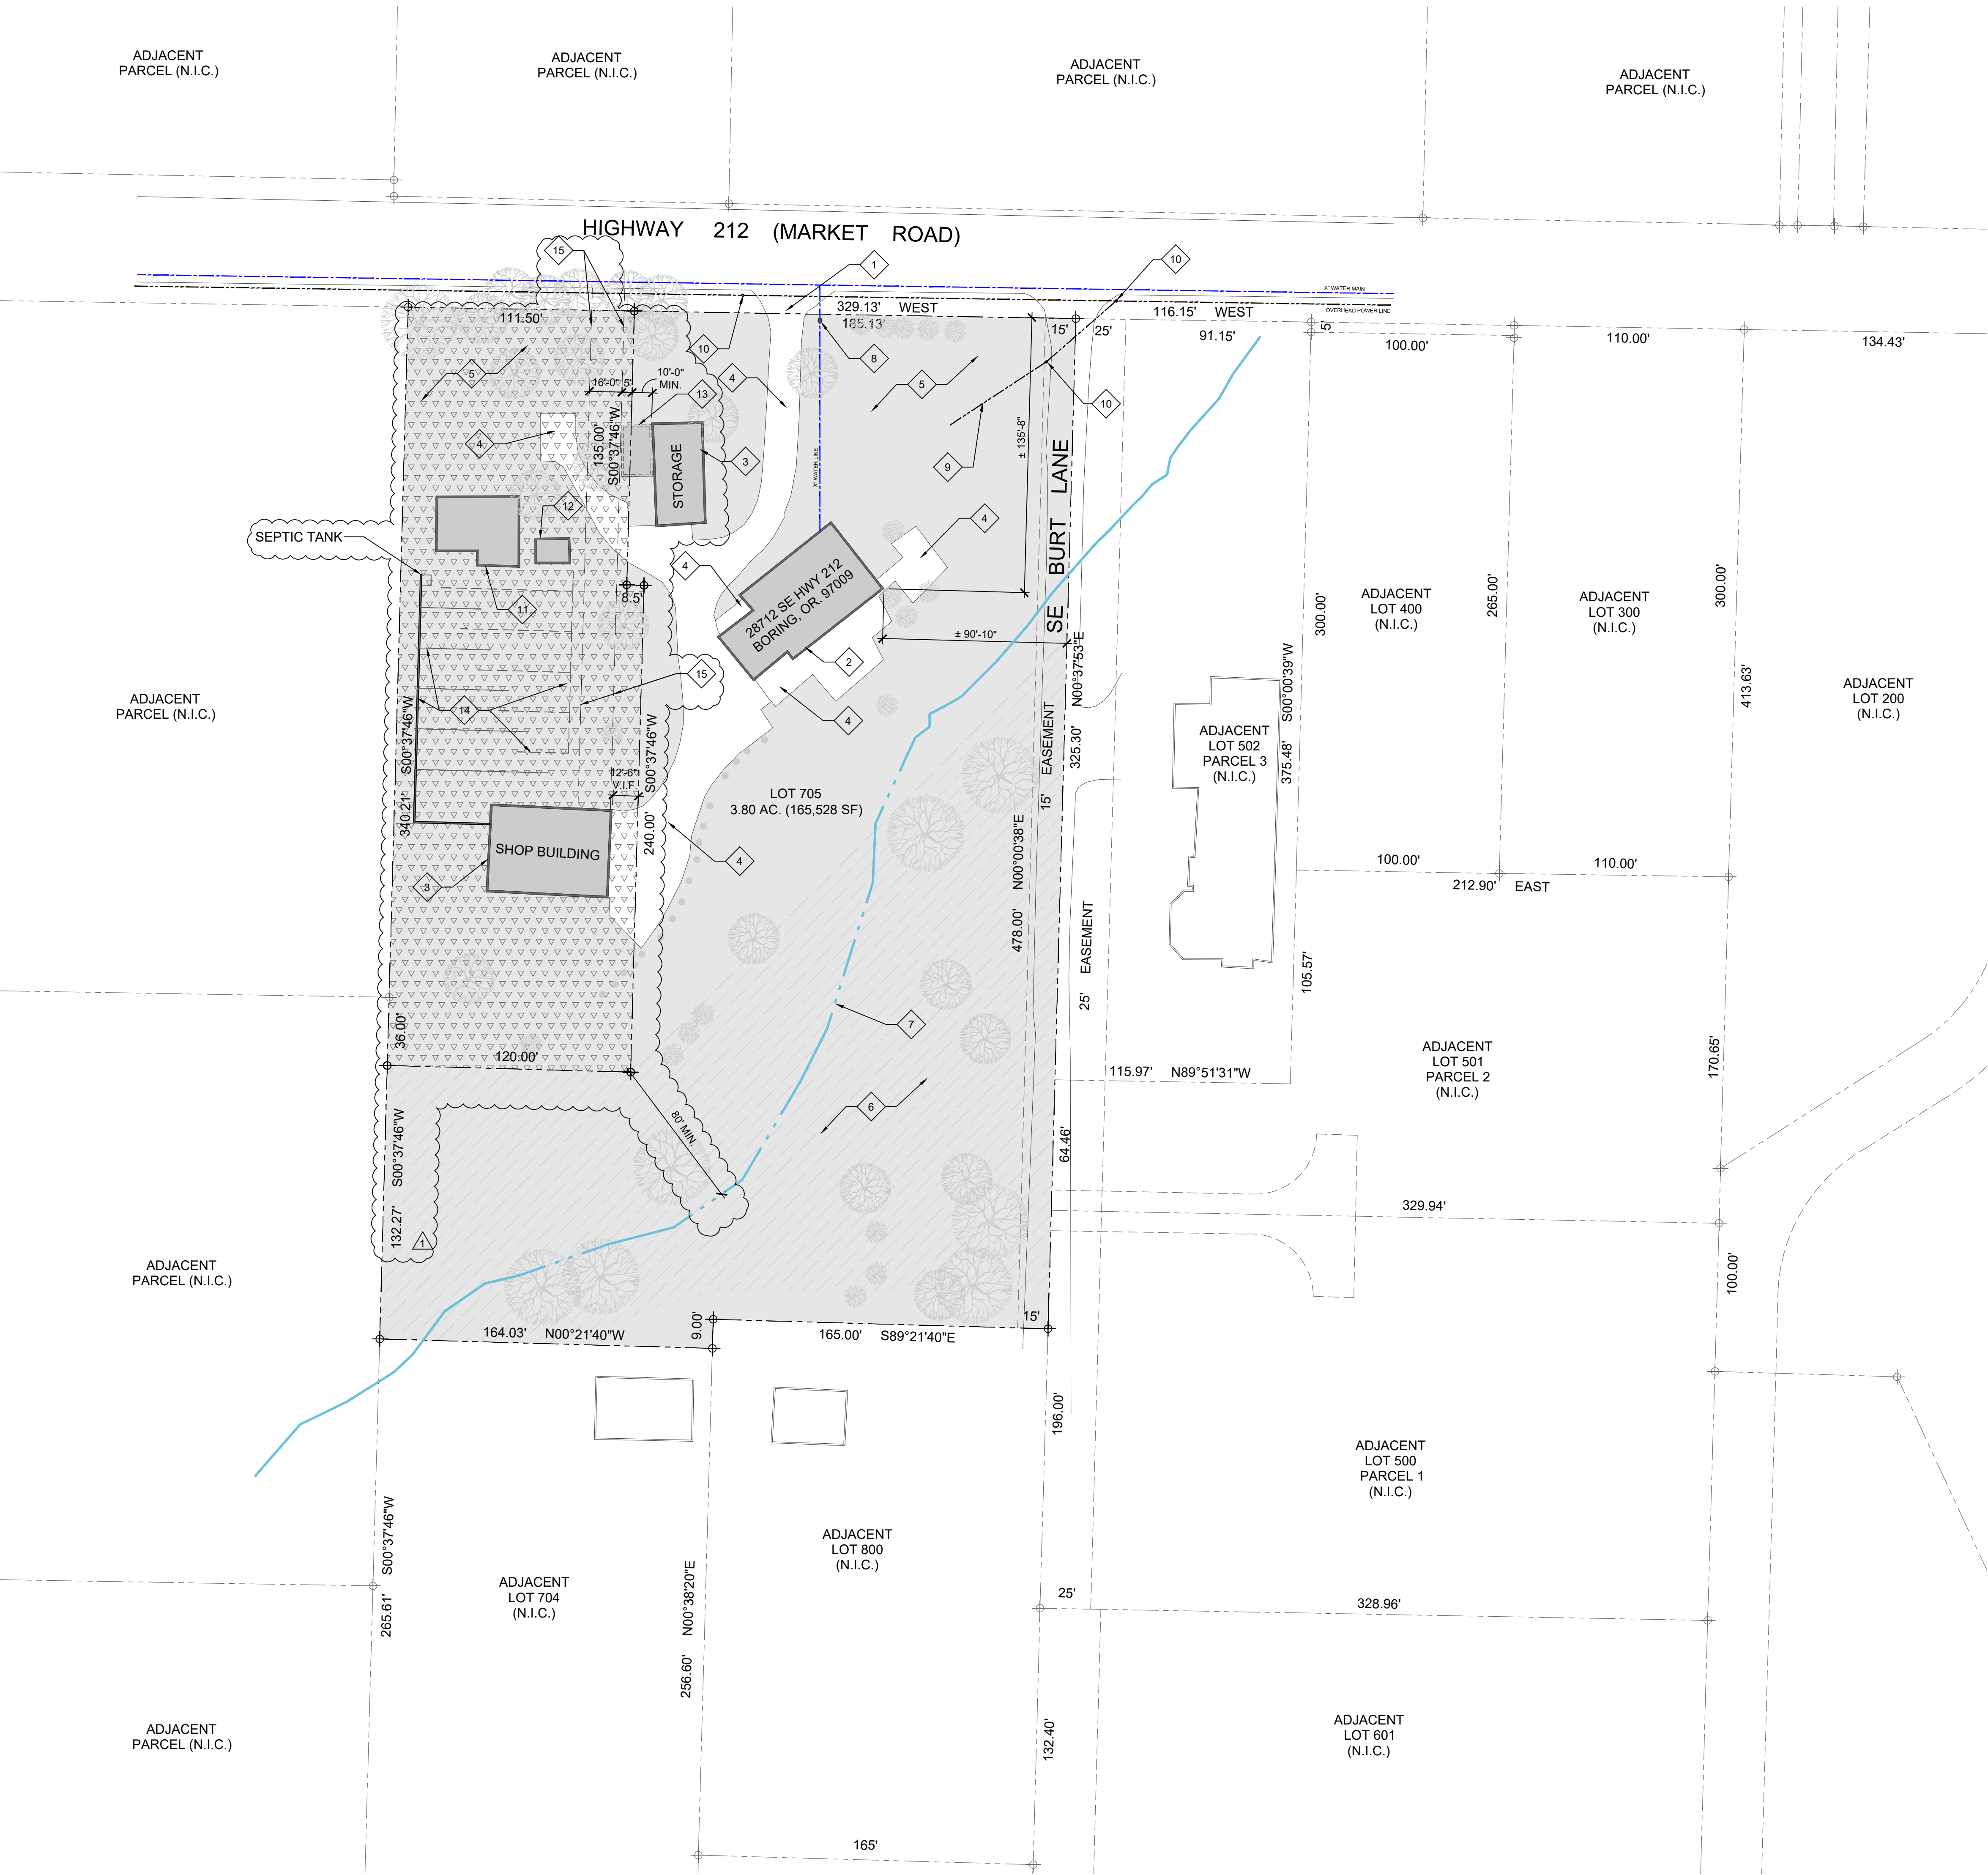 ADJACENT
PARCEL (N.I.C.)
ADJACENT
PARCEL (N.I.C.)
ADJACENT
PARCEL (N.I.C.)
ADJACENT
PARCEL (N.I.C.)
HIGHWAY 212 (MARKET ROAD)
15
1
10
X" WATER MAIN
OVERHEAD POWER LINE
111.50'
329.13' WEST
185.13'
15'
25'
116.15' WEST
91.15'
5'
100.00'
110.00'
134.43'
10
8
5
4
5
16'-0"
5'
10'-0"
MIN.
13
10
4
135.00'
S00°37'46"W
STORAGE
3
X" WATER LINE
± 135'-8"
9
SE BURT LANE
12
4
SEPTIC TANK
11
8.5'
4
28712 SE HWY 212
BORING, OR. 97009
± 90'-10"
2
15
14
4
N00°37'53"E
325.30'
300.00'
ADJACENT
LOT 400
(N.I.C.)
265.00'
ADJACENT
LOT 300
(N.I.C.)
300.00'
413.63'
ADJACENT
LOT 200
(N.I.C.)
ADJACENT
PARCEL (N.I.C.)
S00°37'46"W
340.21'
12'-6"
V.I.F.
S00°37'46"W
240.00'
LOT 705
3.80 AC. (165,528 SF)
15' EASEMENT
ADJACENT
LOT 502
PARCEL 3
(N.I.C.)
S00°00'39"W
375.48'
SHOP BUILDING
3
4
478.00' N00°00'38"E
25' EASEMENT
100.00'
110.00'
212.90' EAST
105.57'
36.00'
120.00'
7
6
80' MIN.
115.97' N89°51'31"W
ADJACENT
LOT 501
PARCEL 2
(N.I.C.)
170.65'
64.46'
132.27' S00°37'46"W
1
329.94'
100.00'
ADJACENT
PARCEL (N.I.C.)
164.03' N00°21'40"W
9.00'
165.00' S89°21'40"E
15'
196.00'
ADJACENT
LOT 500
PARCEL 1
(N.I.C.)
265.61' S00°37'46"W
ADJACENT
LOT 704
(N.I.C.)
256.60' N00°38'20"E
ADJACENT
LOT 800
(N.I.C.)
25'
328.96'
ADJACENT
PARCEL (N.I.C.)
132.40'
ADJACENT
LOT 601
(N.I.C.)
165'